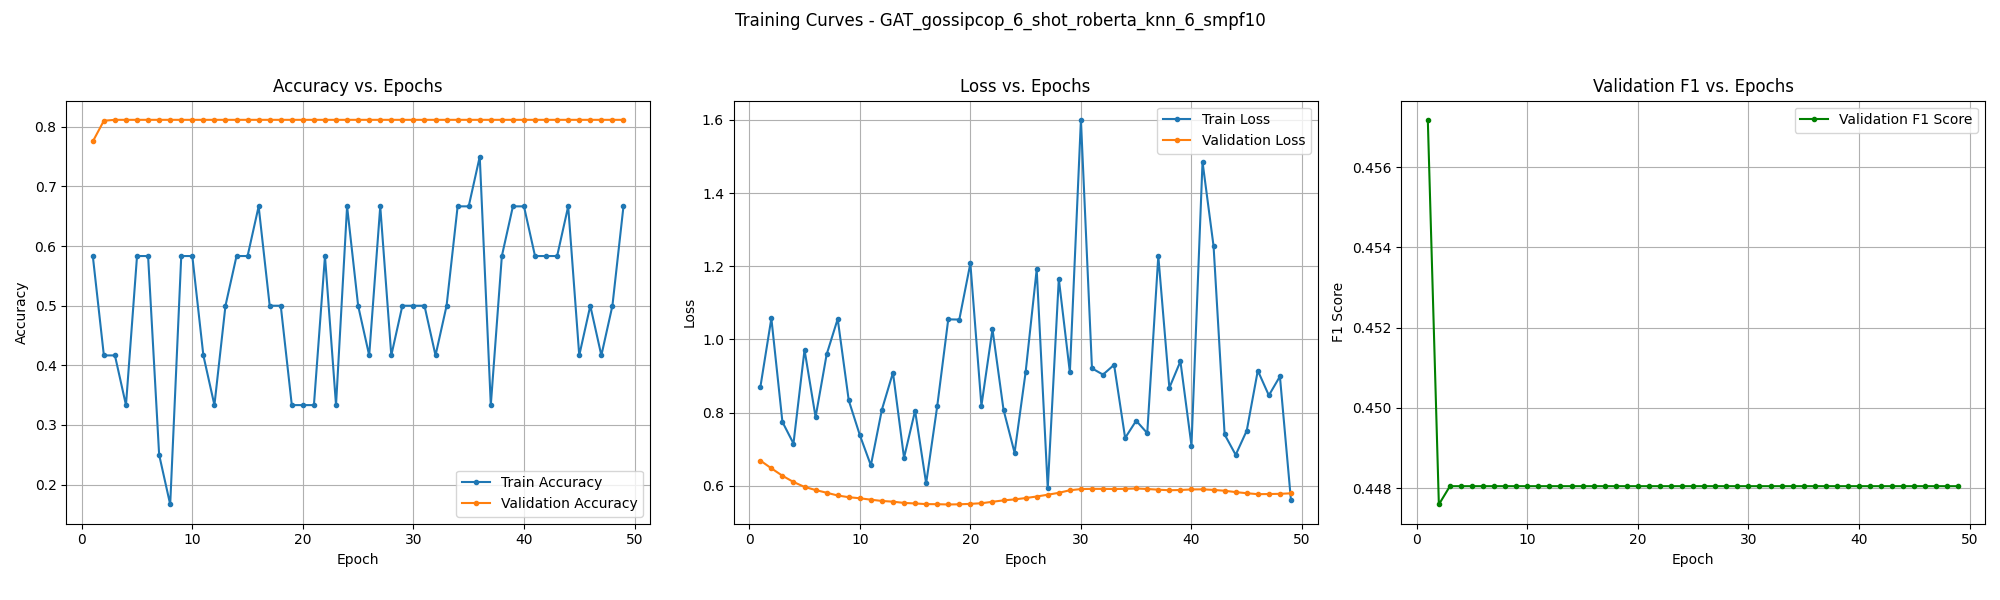 Training Curves - GAT_gossipcop_6_shot_roberta_knn_6_smpf10
Accuracy vs. Epochs
0.8
0.7
0.6
0.5
0.4
0.3
0.2
Accuracy
Train Accuracy
Validation Accuracy
0 10 20 30 40 50
Epoch
Loss vs. Epochs
1.6
1.4
1.2
1.0
0.8
0.6
Loss
Train Loss
Validation Loss
0 10 20 30 40 50
Epoch
Validation F1 vs. Epochs
0.456
0.454
0.452
0.450
0.448
F1 Score
Validation F1 Score
0 10 20 30 40 50
Epoch